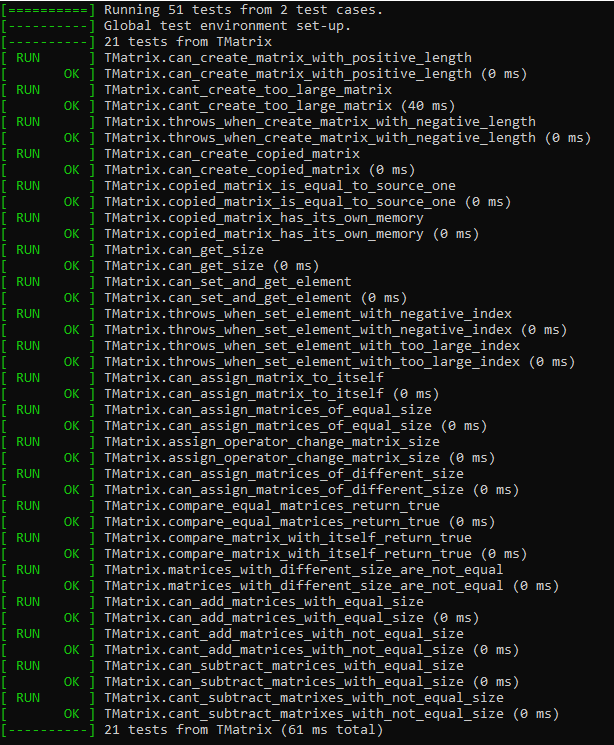 [==========] Running 51 tests from 2 test cases.
[----------] Global test environment set-up.
[----------] 21 tests from TMatrix
[ RUN      ] TMatrix.can_create_matrix_with_positive_length
[       OK ] TMatrix.can_create_matrix_with_positive_length (0 ms)
[ RUN      ] TMatrix.cant_create_too_large_matrix
[       OK ] TMatrix.cant_create_too_large_matrix (40 ms)
[ RUN      ] TMatrix.throws_when_create_matrix_with_negative_length
[       OK ] TMatrix.throws_when_create_matrix_with_negative_length (0 ms)
[ RUN      ] TMatrix.can_create_copied_matrix
[       OK ] TMatrix.can_create_copied_matrix (0 ms)
[ RUN      ] TMatrix.copied_matrix_is_equal_to_source_one
[       OK ] TMatrix.copied_matrix_is_equal_to_source_one (0 ms)
[ RUN      ] TMatrix.copied_matrix_has_its_own_memory
[       OK ] TMatrix.copied_matrix_has_its_own_memory (0 ms)
[ RUN      ] TMatrix.can_get_size
[       OK ] TMatrix.can_get_size (0 ms)
[ RUN      ] TMatrix.can_set_and_get_element
[       OK ] TMatrix.can_set_and_get_element (0 ms)
[ RUN      ] TMatrix.throws_when_set_element_with_negative_index
[       OK ] TMatrix.throws_when_set_element_with_negative_index (0 ms)
[ RUN      ] TMatrix.throws_when_set_element_with_too_large_index
[       OK ] TMatrix.throws_when_set_element_with_too_large_index (0 ms)
[ RUN      ] TMatrix.can_assign_matrix_to_itself
[       OK ] TMatrix.can_assign_matrix_to_itself (0 ms)
[ RUN      ] TMatrix.can_assign_matrices_of_equal_size
[       OK ] TMatrix.can_assign_matrices_of_equal_size (0 ms)
[ RUN      ] TMatrix.assign_operator_change_matrix_size
[       OK ] TMatrix.assign_operator_change_matrix_size (0 ms)
[ RUN      ] TMatrix.can_assign_matrices_of_different_size
[       OK ] TMatrix.can_assign_matrices_of_different_size (0 ms)
[ RUN      ] TMatrix.compare_equal_matrices_return_true
[       OK ] TMatrix.compare_equal_matrices_return_true (0 ms)
[ RUN      ] TMatrix.compare_matrix_with_itself_return_true
[       OK ] TMatrix.compare_matrix_with_itself_return_true (0 ms)
[ RUN      ] TMatrix.matrices_with_different_size_are_not_equal
[       OK ] TMatrix.matrices_with_different_size_are_not_equal (0 ms)
[ RUN      ] TMatrix.can_add_matrices_with_equal_size
[       OK ] TMatrix.can_add_matrices_with_equal_size (0 ms)
[ RUN      ] TMatrix.cant_add_matrices_with_not_equal_size
[       OK ] TMatrix.cant_add_matrices_with_not_equal_size (0 ms)
[ RUN      ] TMatrix.can_subtract_matrices_with_equal_size
[       OK ] TMatrix.can_subtract_matrices_with_equal_size (0 ms)
[ RUN      ] TMatrix.cant_subtract_matrixes_with_not_equal_size
[       OK ] TMatrix.cant_subtract_matrixes_with_not_equal_size (0 ms)
[----------] 21 tests from TMatrix (61 ms total)